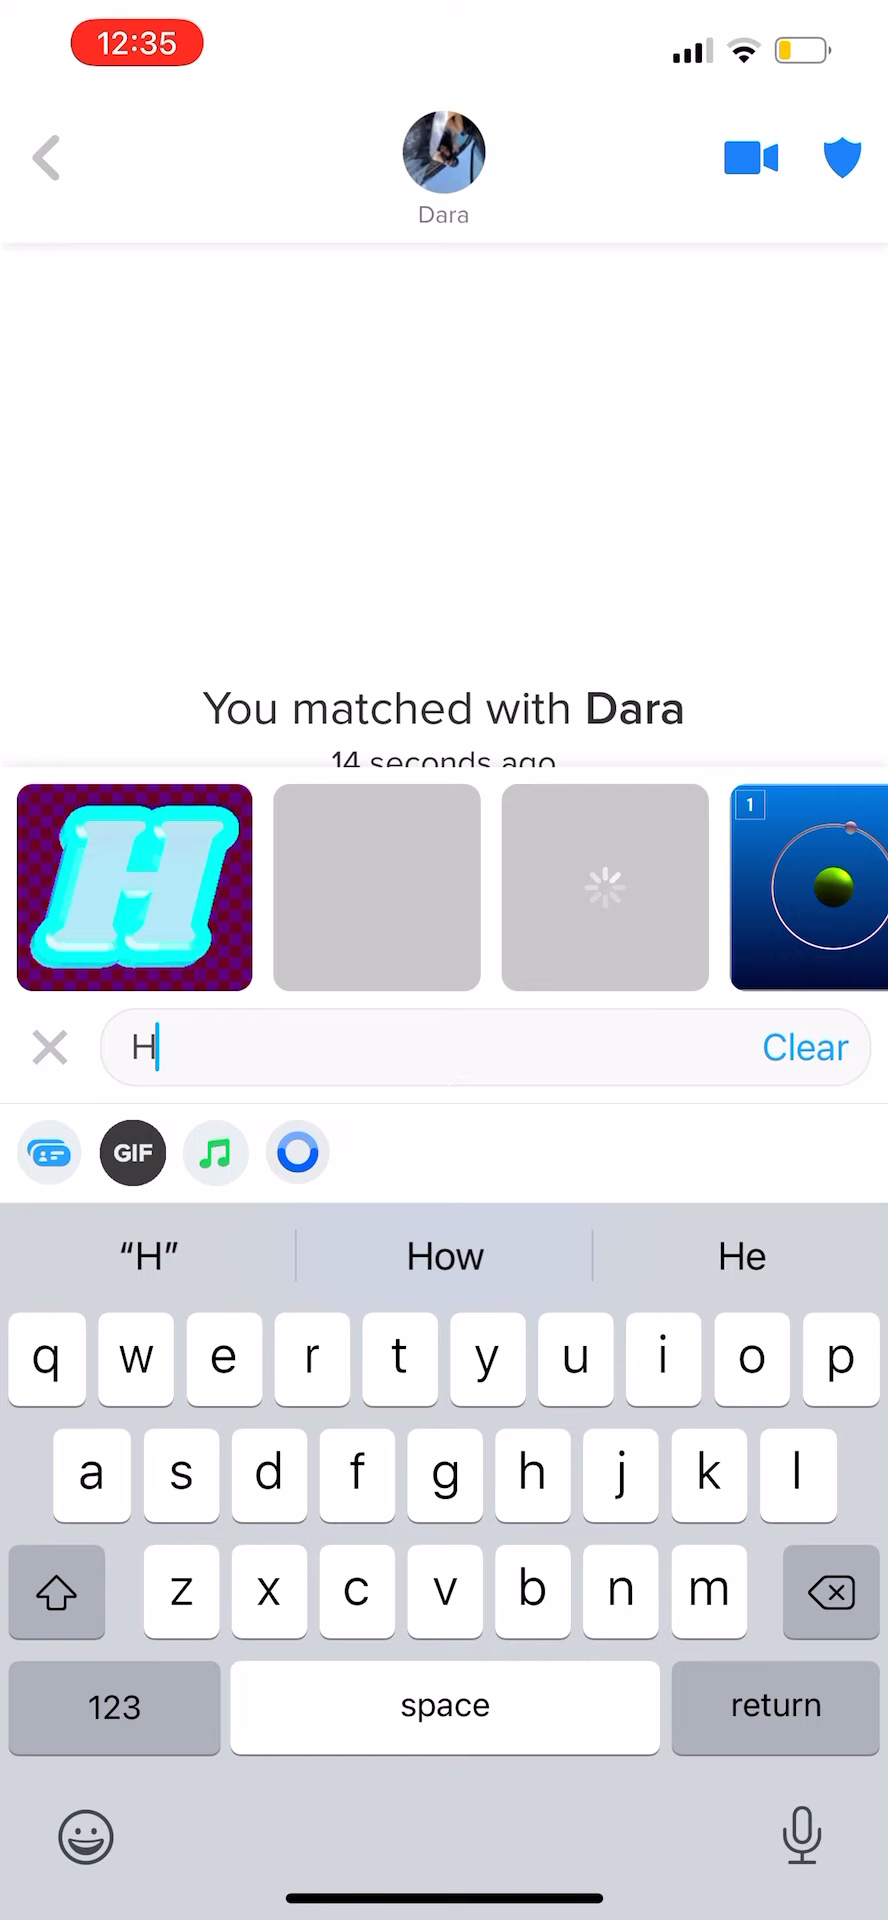 12:35
Dara
You matched with Dara
14 seconds ago
H
1
H
Clear
GIF
“H”
How
He
q w e r t y u i o p
a s d f g h j k l
z x c v b n m
123
space
return